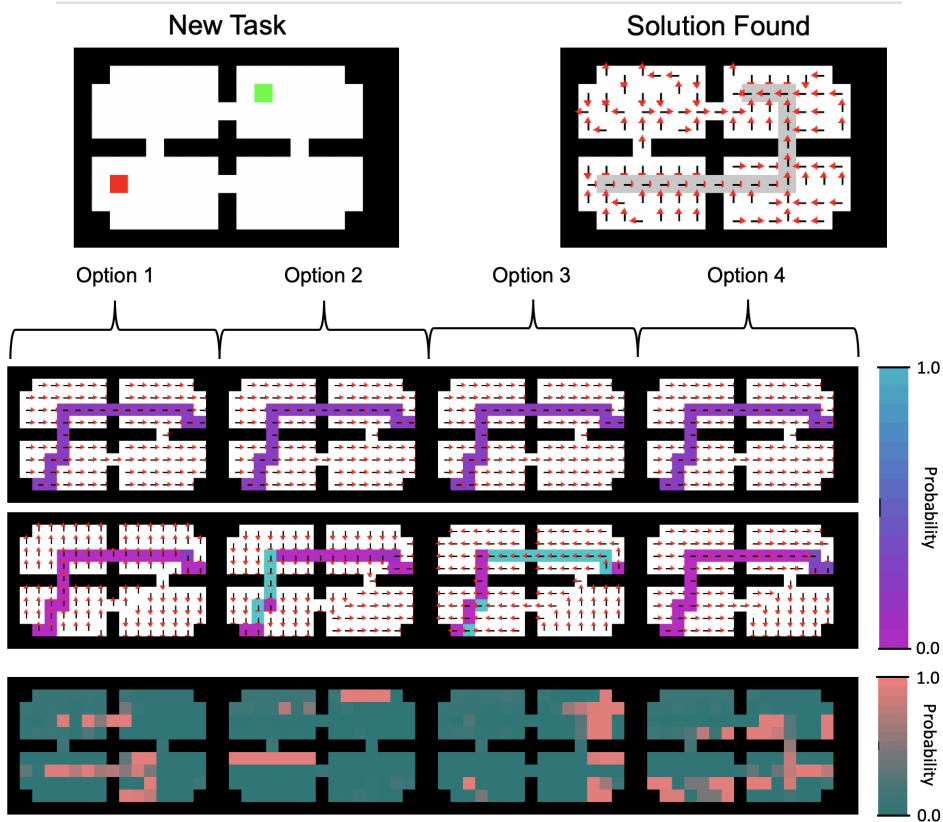 New Task
Solution Found
Option 1
Option 2
Option 3
Option 4
1.0
Probability
0.0
1.0
Probability
0.0